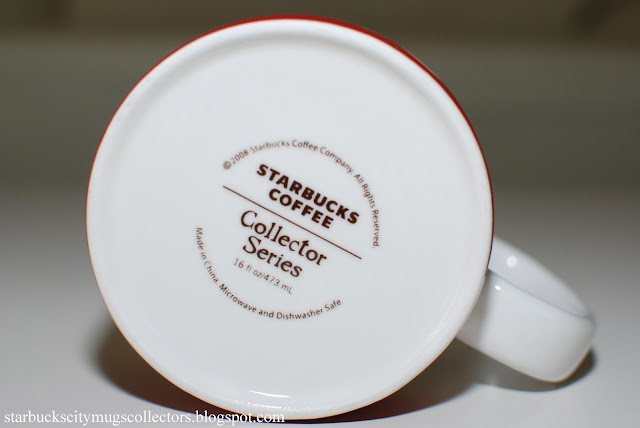 ©2008 Starbucks Coffee Company. All Rights Reserved.
STARBUCKS
COFFEE
Collector
Series
16 fl oz/473 mL
Made in China. Microwave and Dishwasher Safe.
starbuckscitymugscollectors.blogspot.com